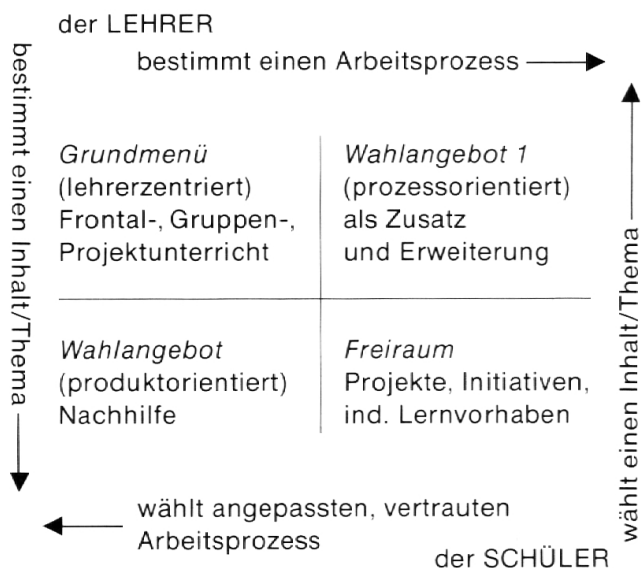 der LEHRER
bestimmt einen Arbeitsprozess
bestimmt einen Inhalt/Thema
Grundmenü
(lehrerzentriert)
Frontal-, Gruppen-,
Projektunterricht
Wahlangebot 1
(prozessorientiert)
als Zusatz
und Erweiterung
Wahlangebot
(produktorientiert)
Nachhilfe
Freiraum
Projekte, Initiativen,
ind. Lernvorhaben
wählt einen Inhalt/Thema
wählt angepassten, vertrauten
Arbeitsprozess
der SCHÜLER